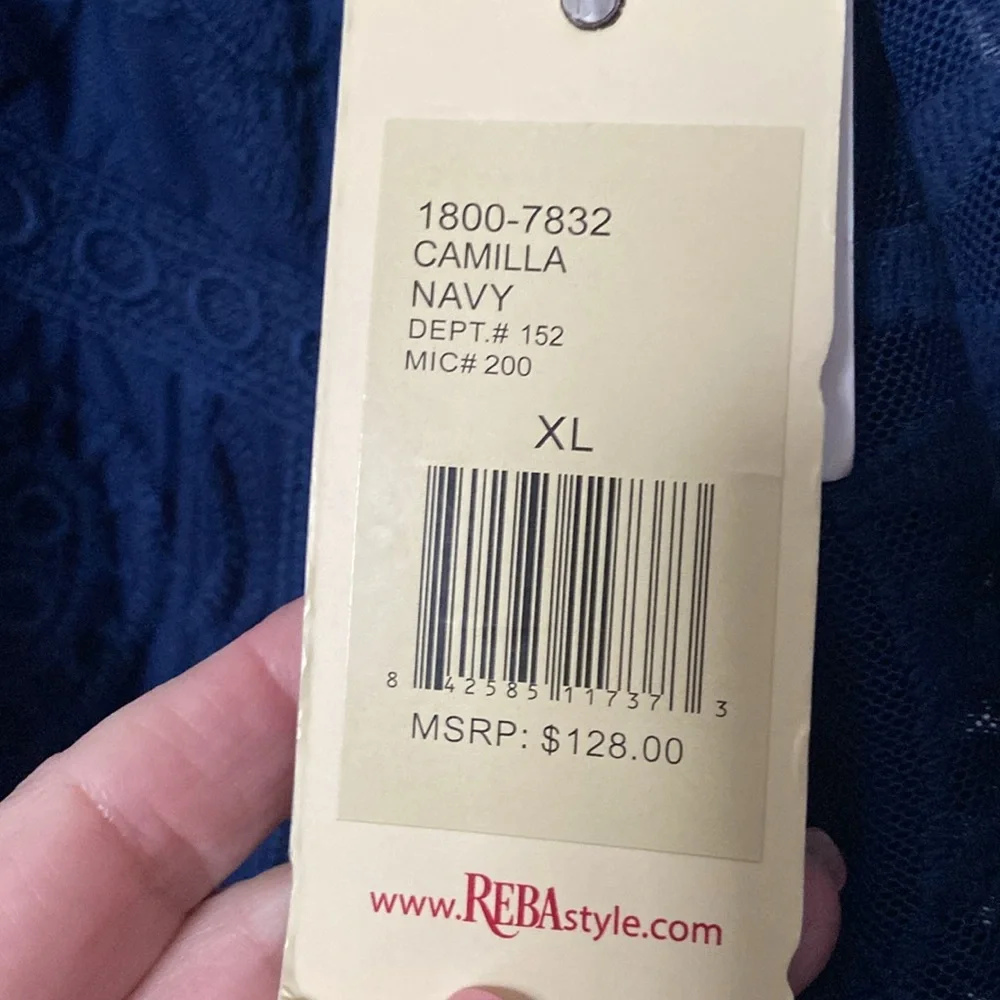 1800-7832
CAMILLA
NAVY
DEPT.# 152
MIC# 200
XL
8 42585 11737 3
MSRP: $128.00
www.REBAstyle.com